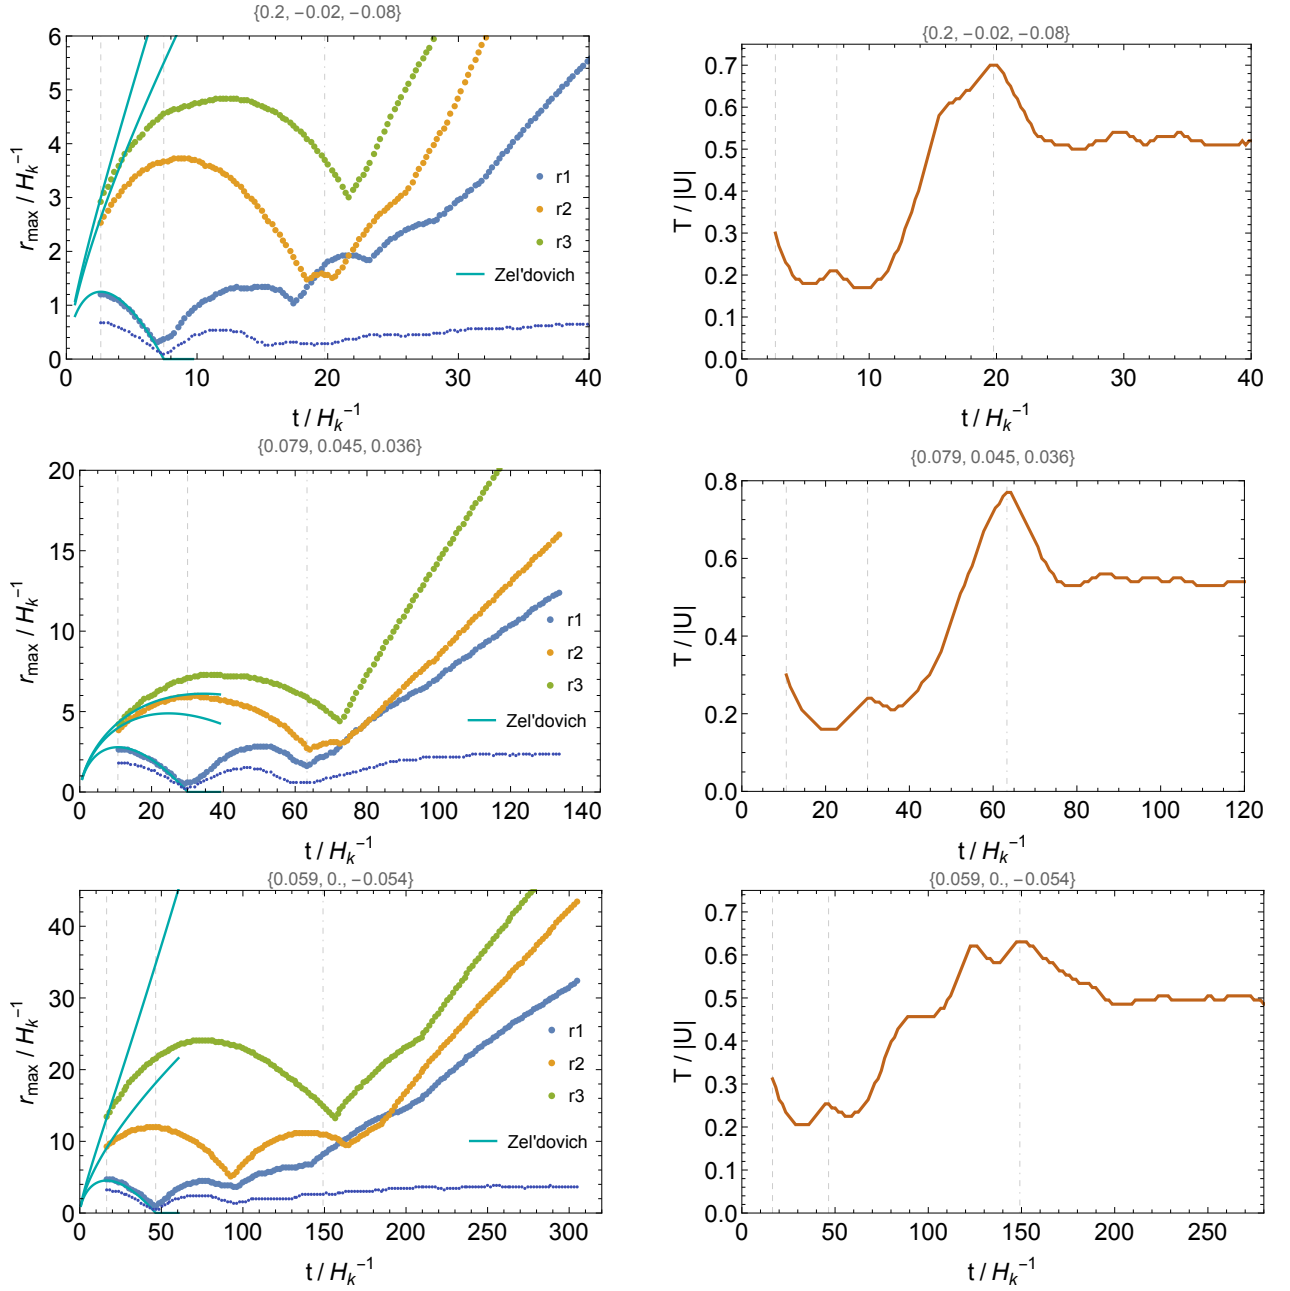 {0.2, −0.02, −0.08}
r_max / H_k^−1
6
5
4
3
2
1
0
r1
r2
r3
Zel'dovich
0 10 20 30 40
t / H_k^−1
{0.2, −0.02, −0.08}
T / |U|
0.7
0.6
0.5
0.4
0.3
0.2
0.1
0.0
0 10 20 30 40
t / H_k^−1
{0.079, 0.045, 0.036}
r_max / H_k^−1
20
15
10
5
0
r1
r2
r3
Zel'dovich
0 20 40 60 80 100 120 140
t / H_k^−1
{0.079, 0.045, 0.036}
T / |U|
0.8
0.6
0.4
0.2
0.0
0 20 40 60 80 100 120
t / H_k^−1
{0.059, 0., −0.054}
r_max / H_k^−1
40
30
20
10
0
r1
r2
r3
Zel'dovich
0 50 100 150 200 250 300
t / H_k^−1
{0.059, 0., −0.054}
T / |U|
0.7
0.6
0.5
0.4
0.3
0.2
0.1
0.0
0 50 100 150 200 250
t / H_k^−1